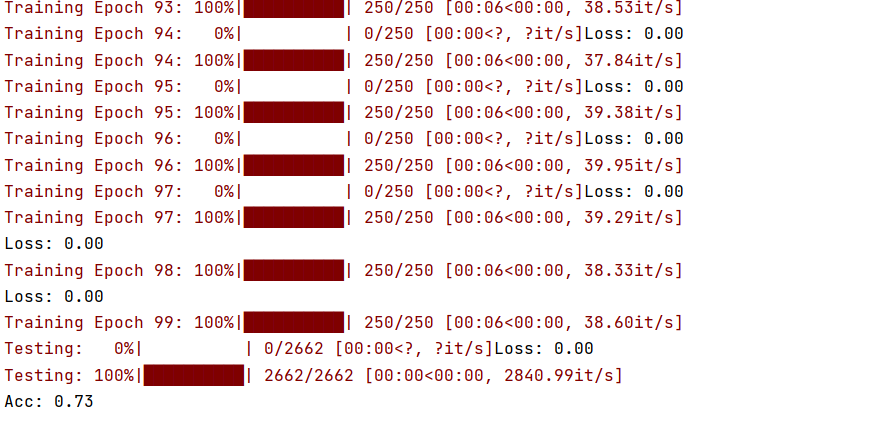 Training Epoch 93: 100%|██████████| 250/250 [00:06<00:00, 38.53it/s]
Training Epoch 94:   0%|          | 0/250 [00:00<?, ?it/s]Loss: 0.00
Training Epoch 94: 100%|██████████| 250/250 [00:06<00:00, 37.84it/s]
Training Epoch 95:   0%|          | 0/250 [00:00<?, ?it/s]Loss: 0.00
Training Epoch 95: 100%|██████████| 250/250 [00:06<00:00, 39.38it/s]
Training Epoch 96:   0%|          | 0/250 [00:00<?, ?it/s]Loss: 0.00
Training Epoch 96: 100%|██████████| 250/250 [00:06<00:00, 39.95it/s]
Training Epoch 97:   0%|          | 0/250 [00:00<?, ?it/s]Loss: 0.00
Training Epoch 97: 100%|██████████| 250/250 [00:06<00:00, 39.29it/s]
Loss: 0.00
Training Epoch 98: 100%|██████████| 250/250 [00:06<00:00, 38.33it/s]
Loss: 0.00
Training Epoch 99: 100%|██████████| 250/250 [00:06<00:00, 38.60it/s]
Testing:   0%|          | 0/2662 [00:00<?, ?it/s]Loss: 0.00
Testing: 100%|██████████| 2662/2662 [00:00<00:00, 2840.99it/s]
Acc: 0.73